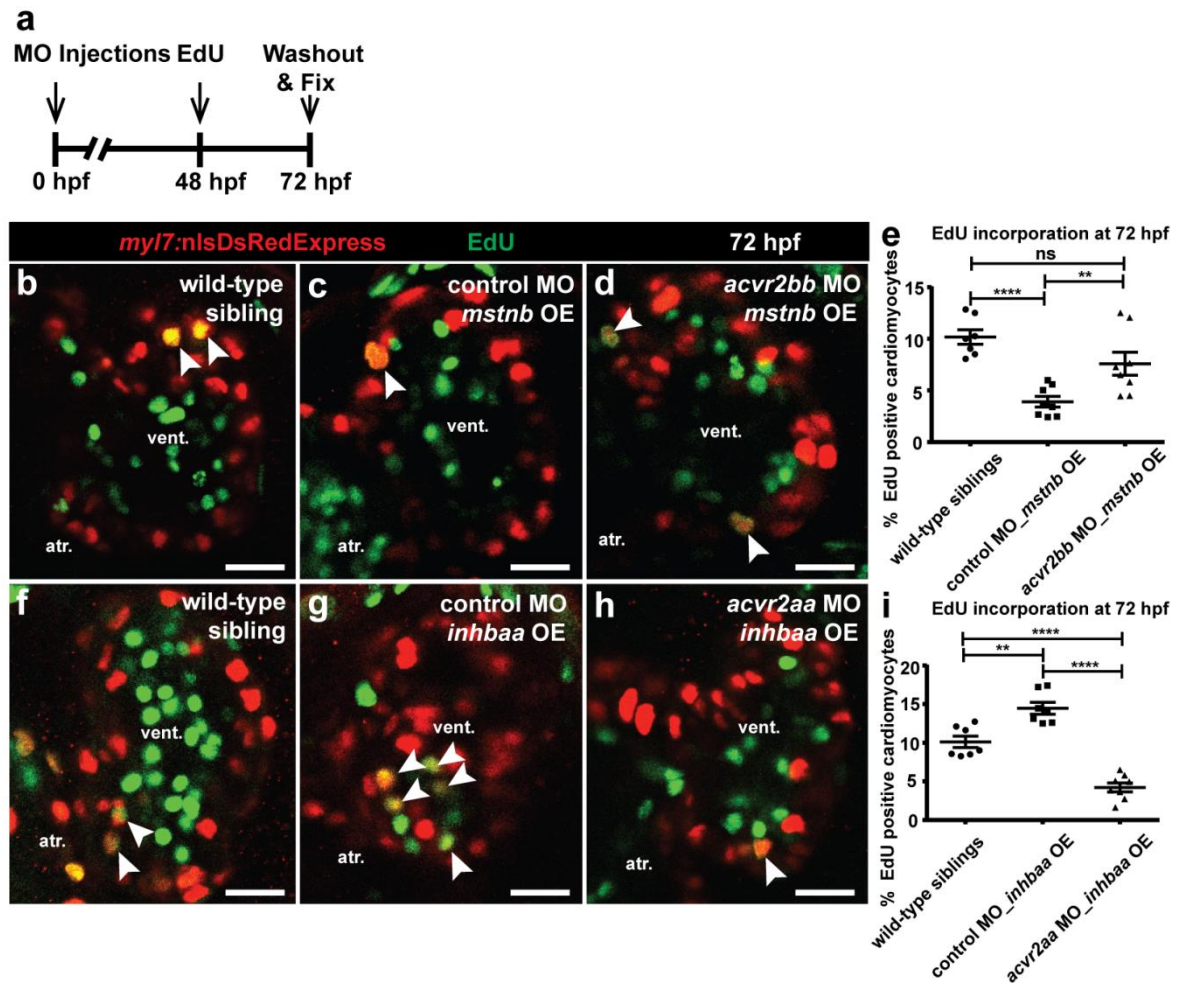 a
MO Injections EdU Washout
& Fix
0 hpf 48 hpf 72 hpf
myl7:nlsDsRedExpress EdU 72 hpf
b wild-type
sibling
c control MO
mstnb OE
d acvr2bb MO
mstnb OE
vent.
atr.
vent.
atr.
vent.
atr.
e
EdU incorporation at 72 hpf
ns
**** **
15
10
5
0
% EdU positive cardiomyocytes
wild-type siblings
control MO_mstnb OE
acvr2bb MO_mstnb OE
f wild-type
sibling
g control MO
inhbaa OE
h acvr2aa MO
inhbaa OE
vent.
atr.
vent.
atr.
vent.
atr.
i
EdU incorporation at 72 hpf
****
** ****
20
15
10
5
0
% EdU positive cardiomyocytes
wild-type siblings
control MO_inhbaa OE
acvr2aa MO_inhbaa OE